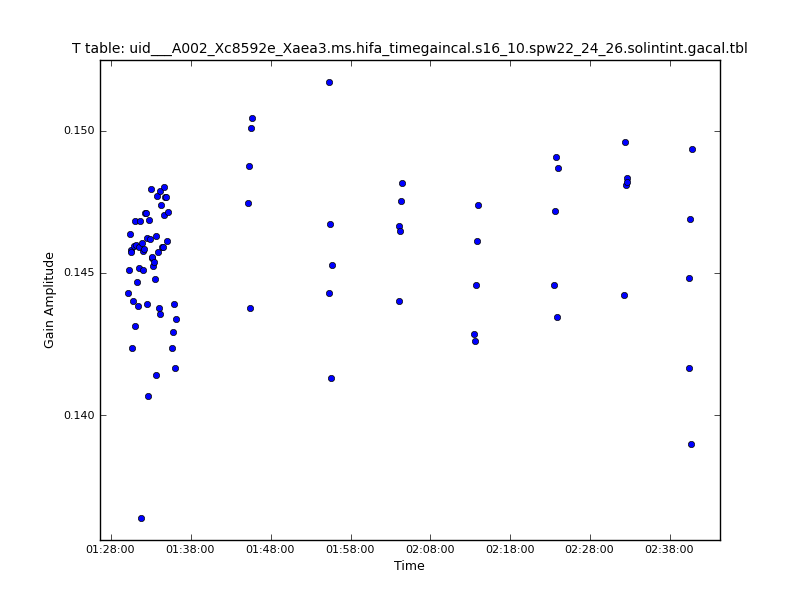 T table: uid___A002_Xc8592e_Xaea3.ms.hifa_timegaincal.s16_10.spw22_24_26.solintint.gacal.tbl
0.150
0.145
0.140
Gain Amplitude
01:28:00 01:38:00 01:48:00 01:58:00 02:08:00 02:18:00 02:28:00 02:38:00
Time